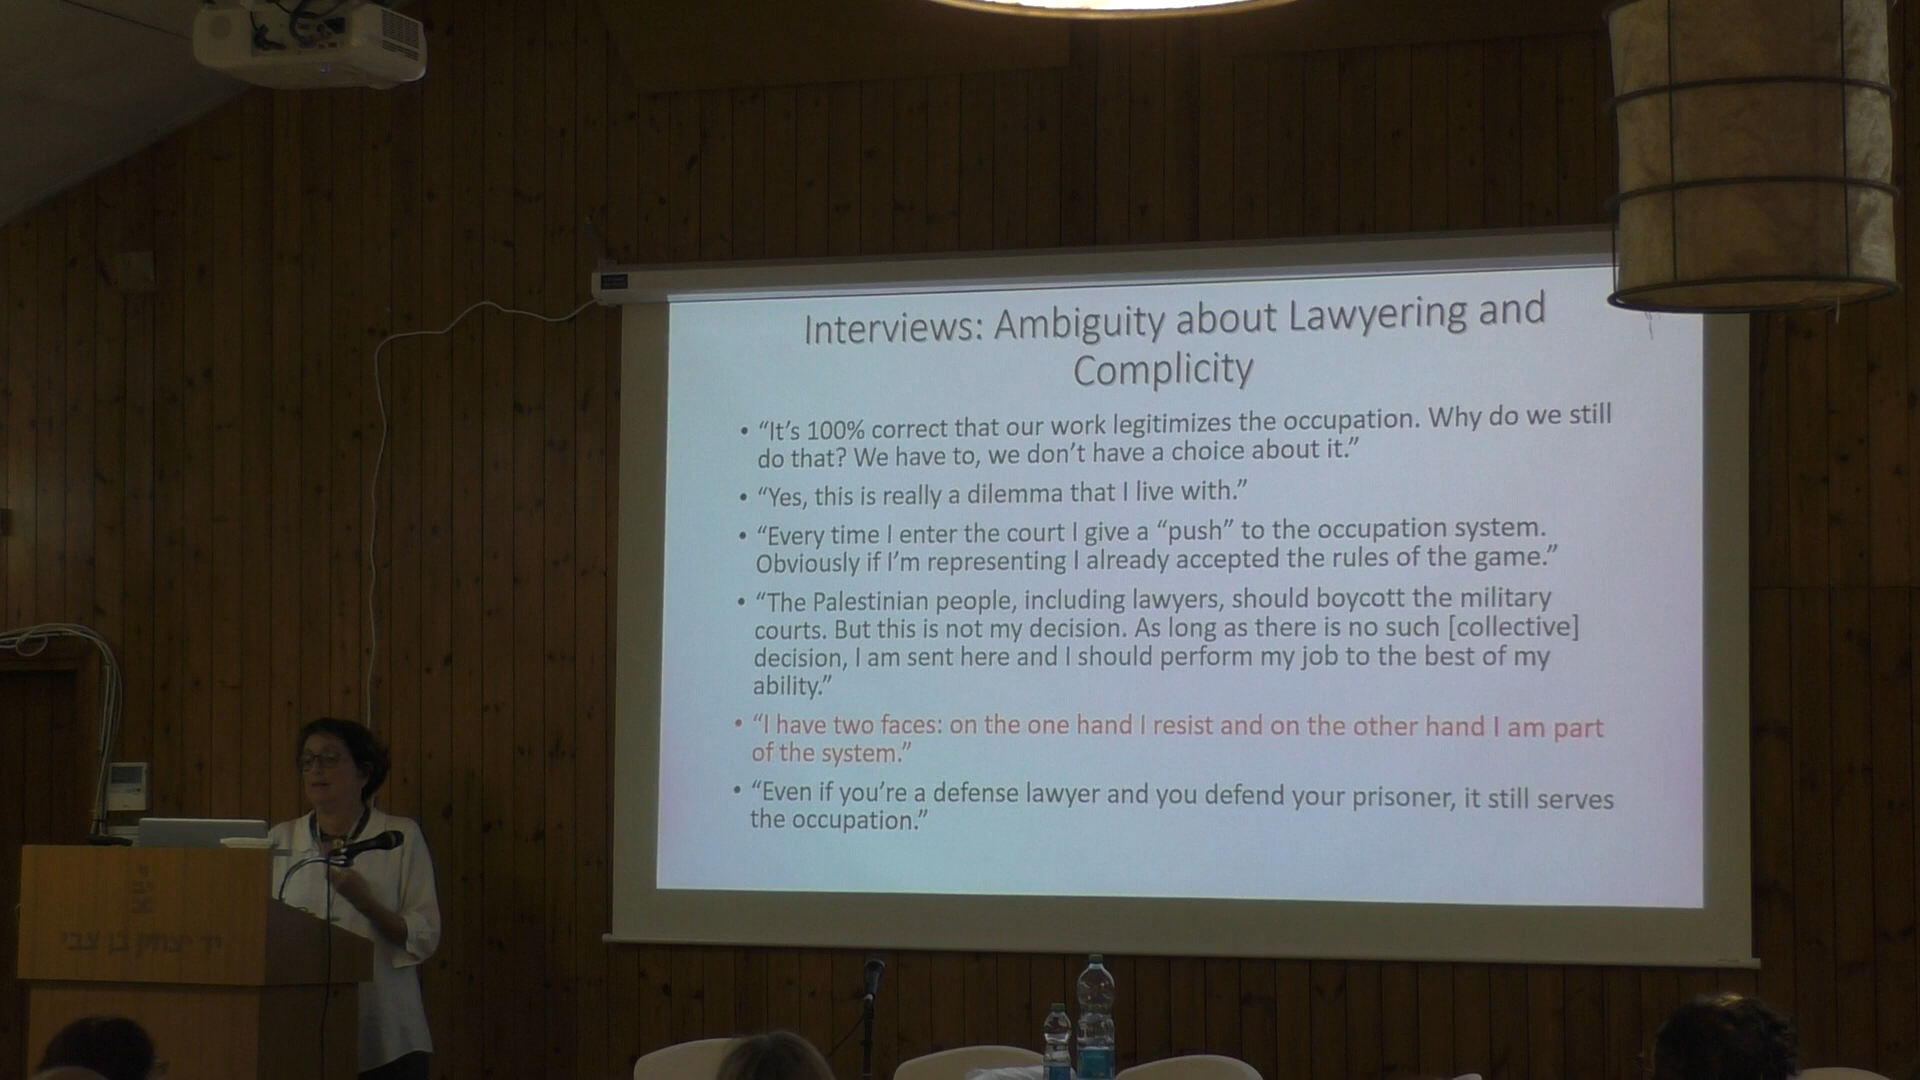 Interviews: Ambiguity about Lawyering and
Complicity
• “It’s 100% correct that our work legitimizes the occupation. Why do we still
do that? We have to, we don’t have a choice about it.”
• “Yes, this is really a dilemma that I live with.”
• “Every time I enter the court I give a “push” to the occupation system.
Obviously if I’m representing I already accepted the rules of the game.”
• “The Palestinian people, including lawyers, should boycott the military
courts. But this is not my decision. As long as there is no such [collective]
decision, I am sent here and I should perform my job to the best of my
ability.”
• “I have two faces: on the one hand I resist and on the other hand I am part
of the system.”
• “Even if you’re a defense lawyer and you defend your prisoner, it still serves
the occupation.”
יד יצחק בן צבי